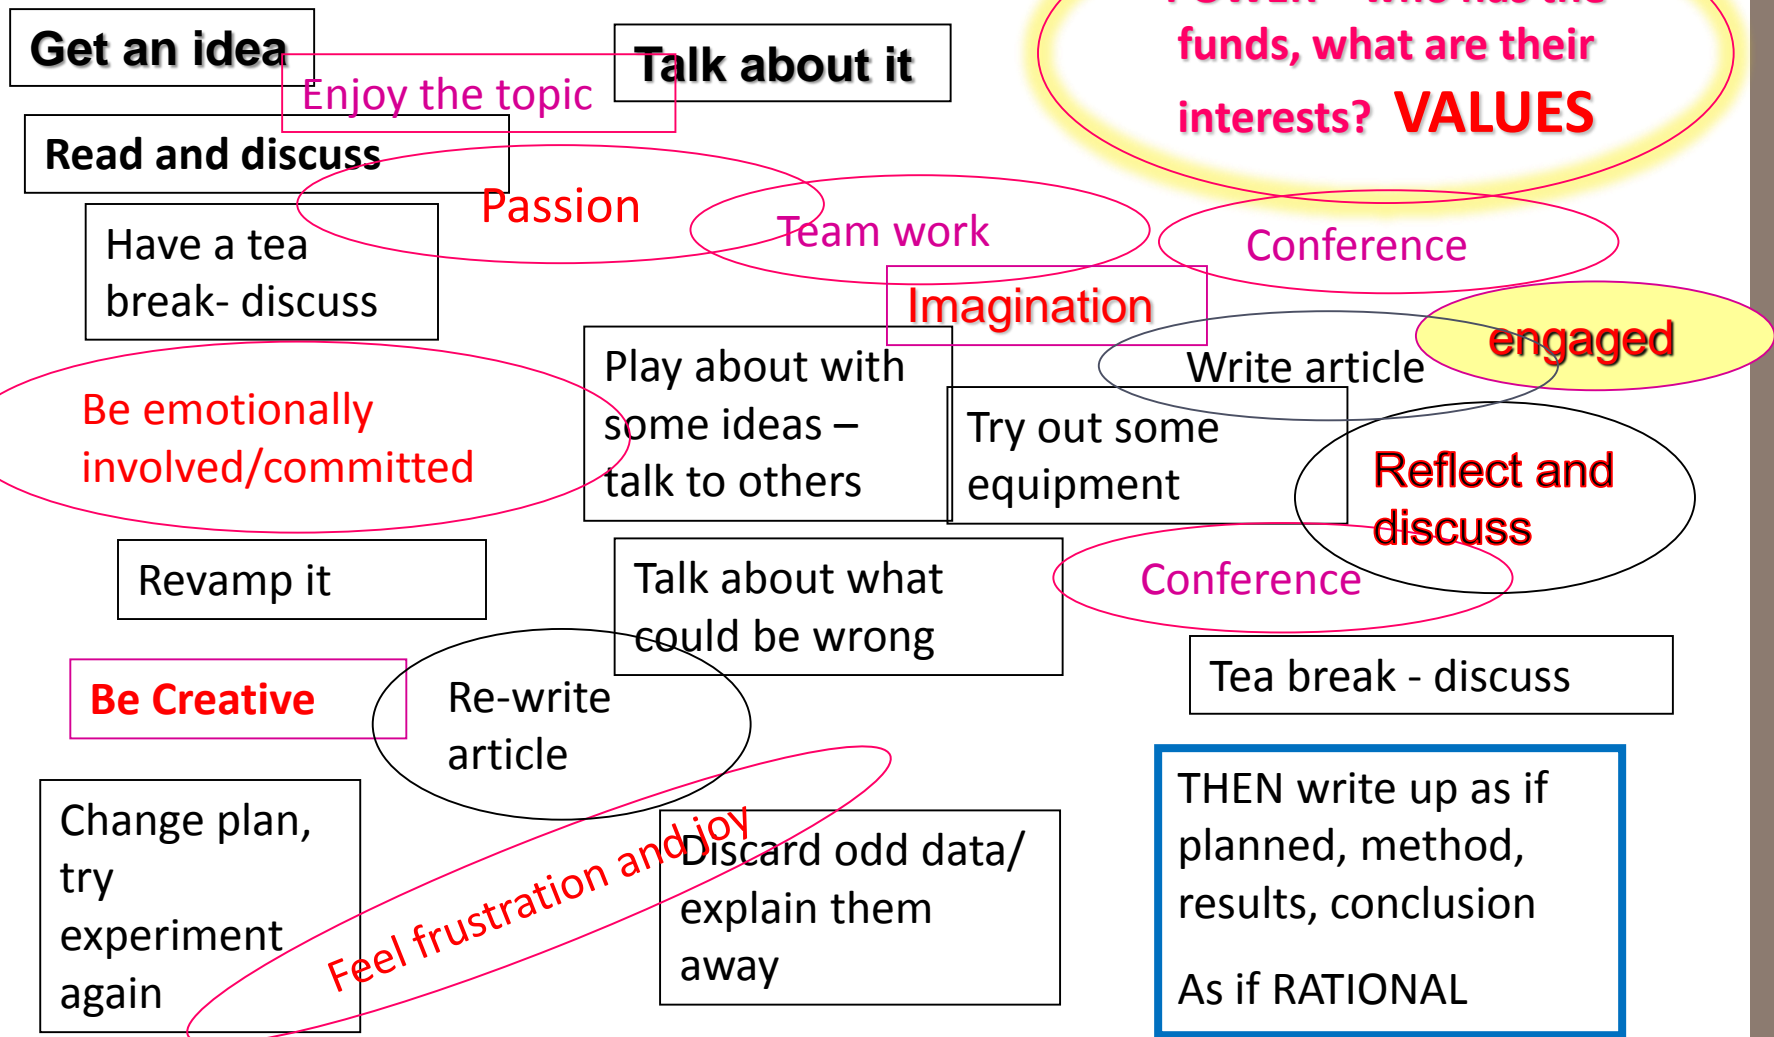 POWER – who has the
funds, what are their
interests? VALUES
Get an idea
Talk about it
Enjoy the topic
Read and discuss
Passion
Team work
Conference
Have a tea
break- discuss
Imagination
engaged
Write article
Play about with
some ideas –
talk to others
Be emotionally
involved/committed
Try out some
equipment
Reflect and
discuss
Revamp it
Talk about what
could be wrong
Conference
Tea break - discuss
Be Creative
Re-write
article
Change plan,
try
experiment
again
Feel frustration and joy
Discard odd data/
explain them
away
THEN write up as if
planned, method,
results, conclusion
As if RATIONAL